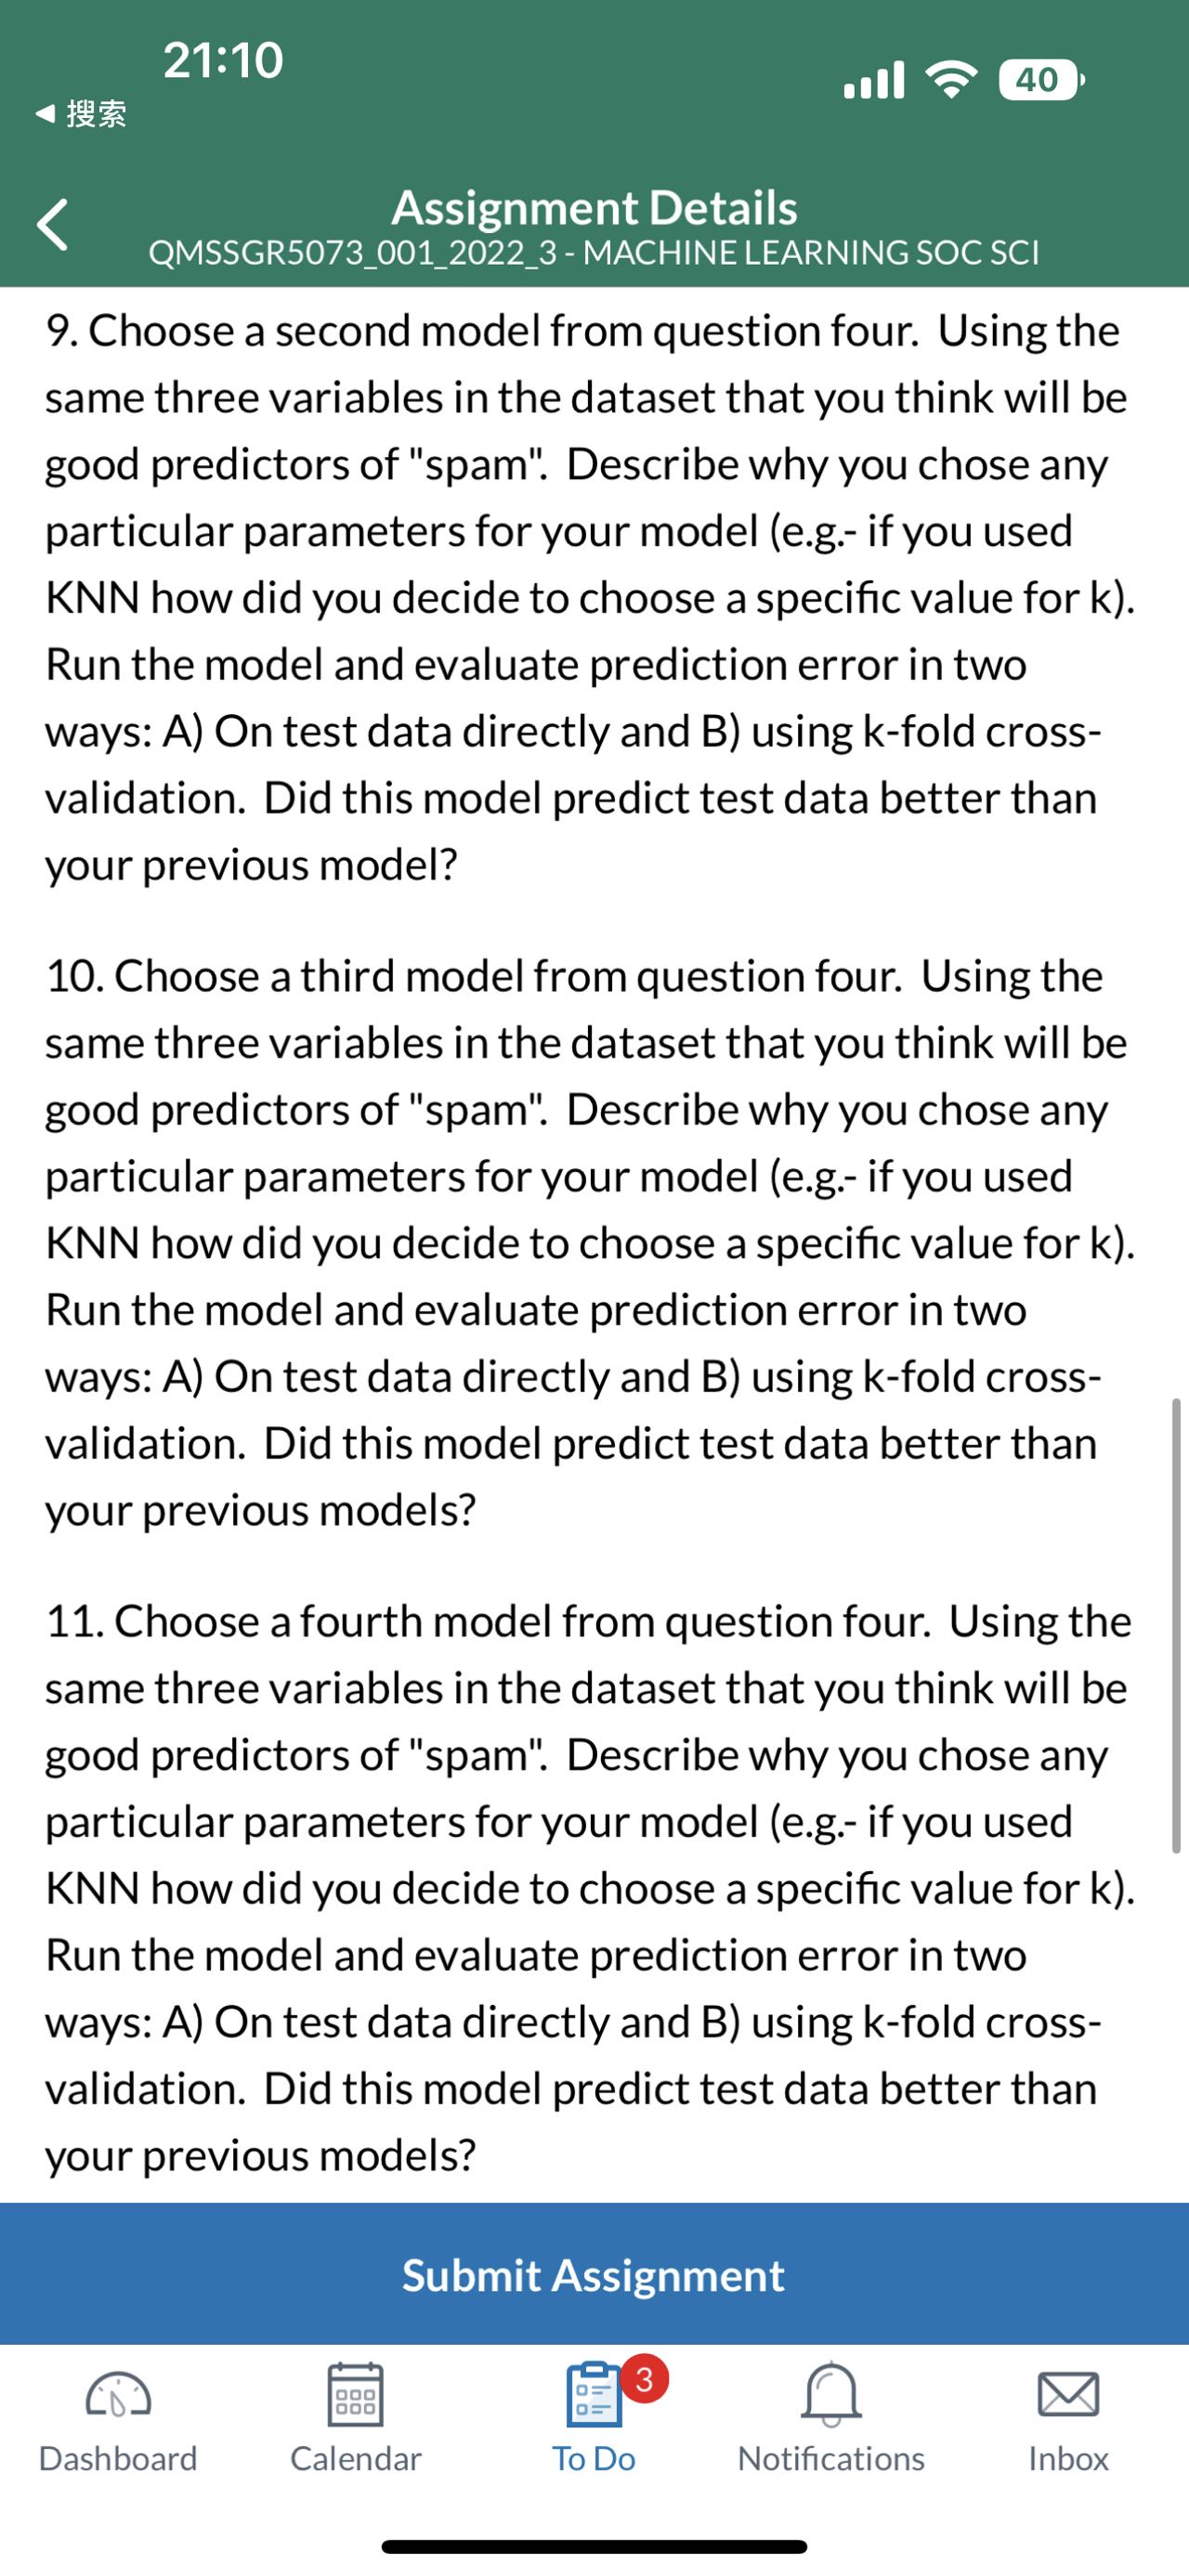 21:10
40
◀ 搜索
Assignment Details
QMSSGR5073_001_2022_3 - MACHINE LEARNING SOC SCI
9. Choose a second model from question four.  Using the
same three variables in the dataset that you think will be
good predictors of "spam".  Describe why you chose any
particular parameters for your model (e.g.- if you used
KNN how did you decide to choose a specific value for k).
Run the model and evaluate prediction error in two
ways: A) On test data directly and B) using k-fold cross-
validation.  Did this model predict test data better than
your previous model?
10. Choose a third model from question four.  Using the
same three variables in the dataset that you think will be
good predictors of "spam".  Describe why you chose any
particular parameters for your model (e.g.- if you used
KNN how did you decide to choose a specific value for k).
Run the model and evaluate prediction error in two
ways: A) On test data directly and B) using k-fold cross-
validation.  Did this model predict test data better than
your previous models?
11. Choose a fourth model from question four.  Using the
same three variables in the dataset that you think will be
good predictors of "spam".  Describe why you chose any
particular parameters for your model (e.g.- if you used
KNN how did you decide to choose a specific value for k).
Run the model and evaluate prediction error in two
ways: A) On test data directly and B) using k-fold cross-
validation.  Did this model predict test data better than
your previous models?
Submit Assignment
3
Dashboard
Calendar
To Do
Notifications
Inbox